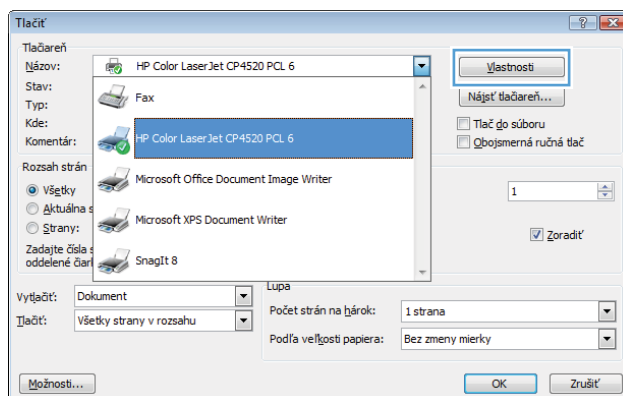 Tlačiť
Tlačiareň
Názov: HP Color LaserJet CP4520 PCL 6 Vlastnosti
Stav: Fax Nájsť tlačiareň...
Typ:
Kde: HP Color LaserJet CP4520 PCL 6 Tlač do súboru
Komentár: Obojsmerná ručná tlač
Rozsah strán Microsoft Office Document Image Writer
Všetky 1
Aktuálna s Microsoft XPS Document Writer
Strany: Zoradiť
Zadajte čísla s
oddelené čiarl SnagIt 8
Lupa
Vytlačiť: Dokument Počet strán na hárok: 1 strana
Tlačiť: Všetky strany v rozsahu Podľa veľkosti papiera: Bez zmeny mierky
Možnosti... OK Zrušiť